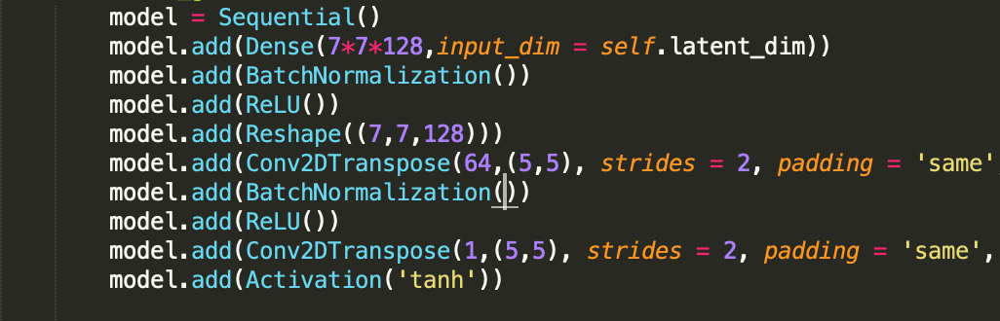 model = Sequential()
model.add(Dense(7*7*128,input_dim = self.latent_dim))
model.add(BatchNormalization())
model.add(ReLU())
model.add(Reshape((7,7,128)))
model.add(Conv2DTranspose(64,(5,5), strides = 2, padding = 'same'
model.add(BatchNormalization())
model.add(ReLU())
model.add(Conv2DTranspose(1,(5,5), strides = 2, padding = 'same',
model.add(Activation('tanh'))